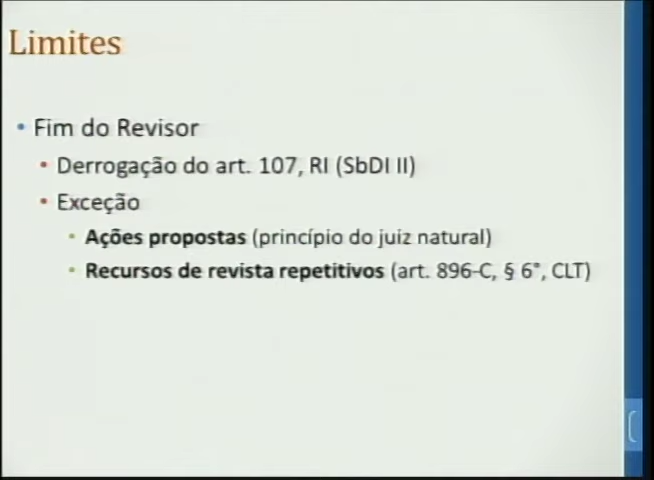 Limites
• Fim do Revisor
• Derrogação do art. 107, RI (SbDI II)
• Exceção
• Ações propostas (princípio do juiz natural)
• Recursos de revista repetitivos (art. 896-C, § 6°, CLT)